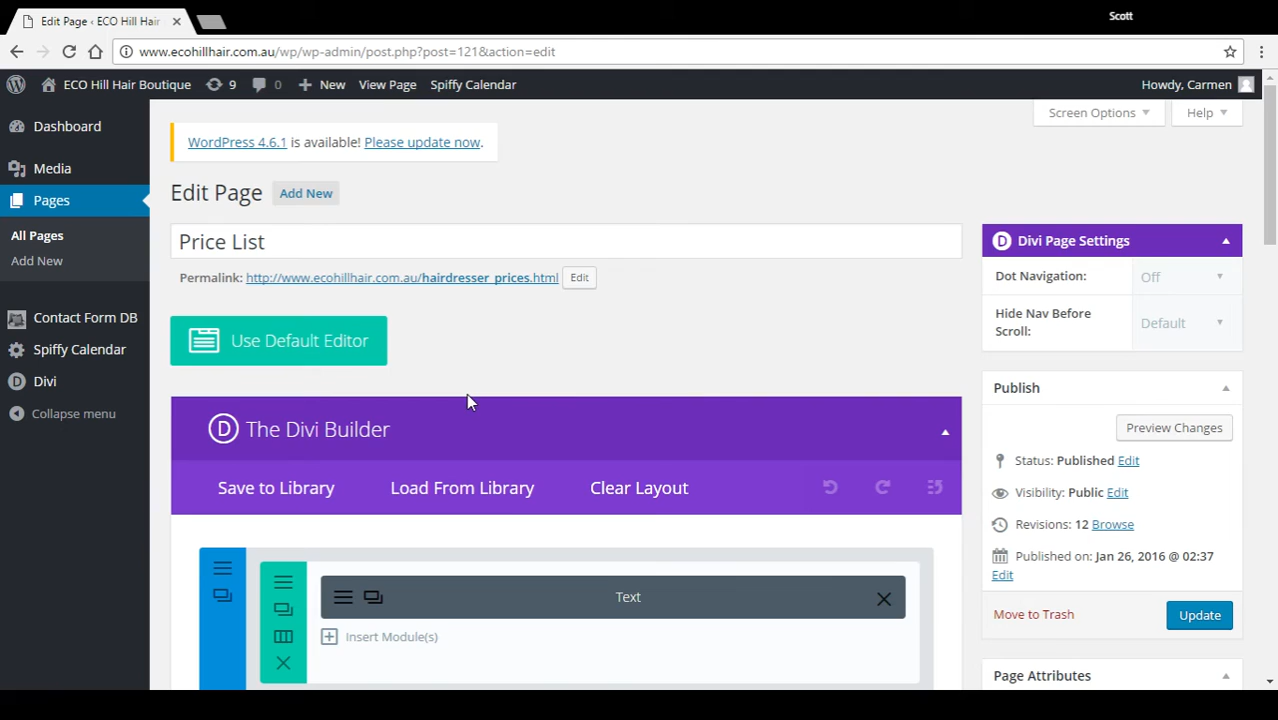 Scott
Edit Page ‹ ECO Hill Hair
www.ecohillhair.com.au/wp/wp-admin/post.php?post=121&action=edit
ECO Hill Hair Boutique 9 0 New View Page Spiffy Calendar Howdy, Carmen
Screen Options Help
Dashboard
Media
Pages
All Pages
Add New
Contact Form DB
Spiffy Calendar
Divi
Collapse menu
WordPress 4.6.1 is available! Please update now.
Edit Page Add New
Price List
Permalink: http://www.ecohillhair.com.au/hairdresser_prices.html Edit
Use Default Editor
The Divi Builder
Save to Library Load From Library Clear Layout
Text
Insert Module(s)
Divi Page Settings
Dot Navigation: Off
Hide Nav Before
Scroll: Default
Publish
Preview Changes
Status: Published Edit
Visibility: Public Edit
Revisions: 12 Browse
Published on: Jan 26, 2016 @ 02:37
Edit
Move to Trash Update
Page Attributes